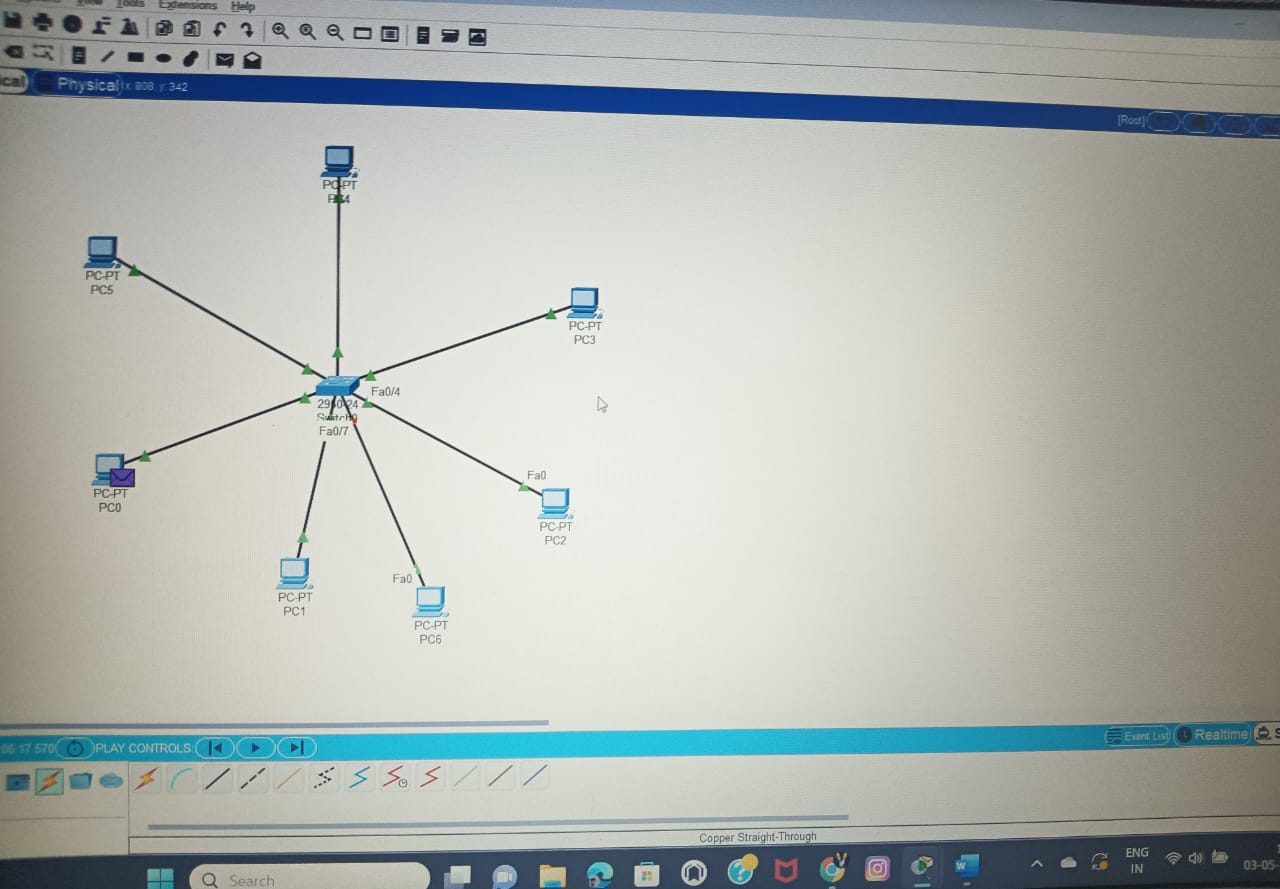 View Tools Extensions Help
Physical x: 808, y: 342
[Root]
PC-PT
PC4
PC-PT
PC5
PC-PT
PC3
Fa0/4
2950-24
Switch0
Fa0/7
Fa0
PC-PT
PC0
PC-PT
PC2
PC-PT
PC1
Fa0
PC-PT
PC6
06:17.570 PLAY CONTROLS:
Event List Realtime
Copper Straight-Through
Search
ENG
IN
03-05-